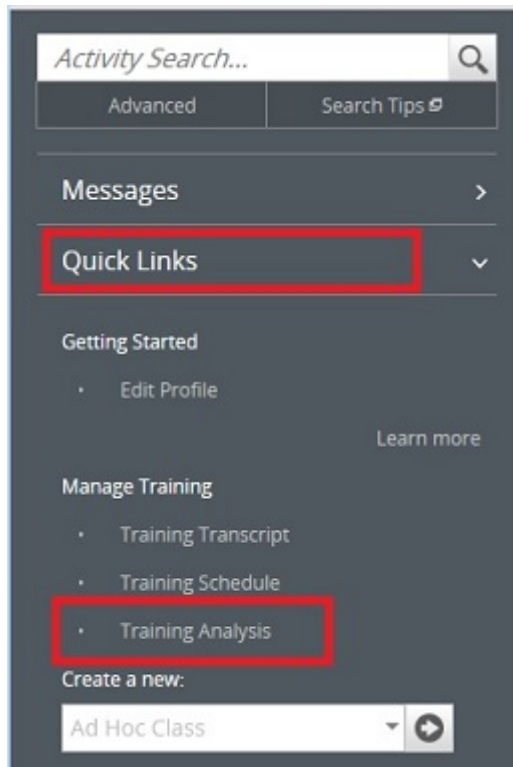 Activity Search...
Advanced Search Tips
Messages
Quick Links
Getting Started
Edit Profile
Learn more
Manage Training
Training Transcript
Training Schedule
Training Analysis
Create a new:
Ad Hoc Class